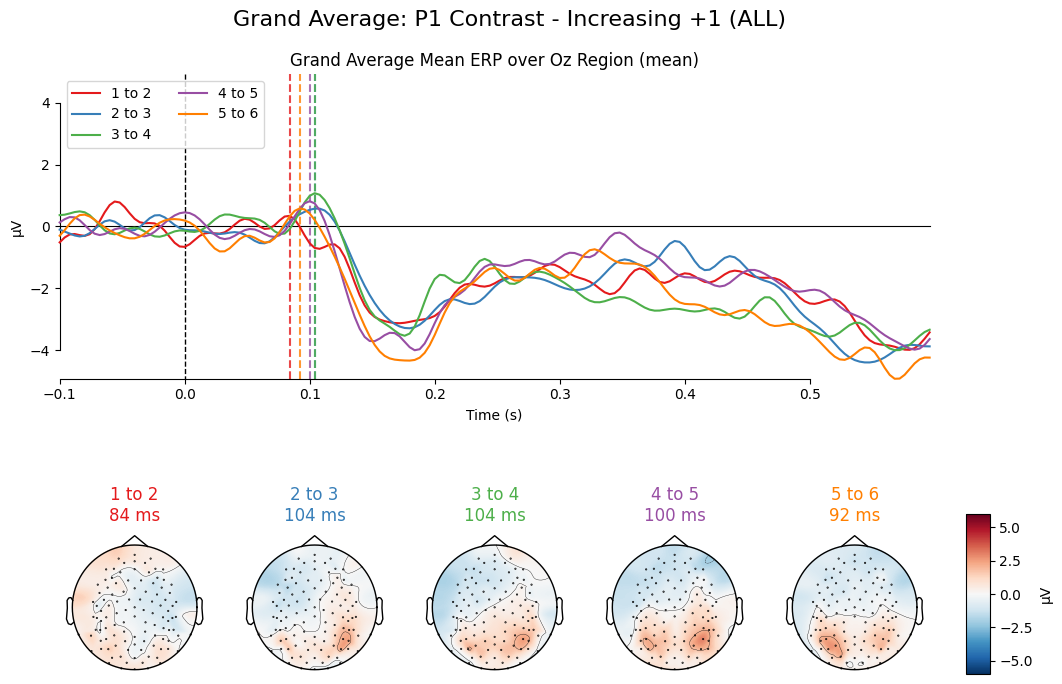 Grand Average: P1 Contrast - Increasing +1 (ALL)
Grand Average Mean ERP over Oz Region (mean)
1 to 2
2 to 3
3 to 4
4 to 5
5 to 6
µV
4
2
0
−2
−4
−0.1
0.0
0.1
0.2
0.3
0.4
0.5
Time (s)
1 to 2
84 ms
2 to 3
104 ms
3 to 4
104 ms
4 to 5
100 ms
5 to 6
92 ms
5.0
2.5
0.0
−2.5
−5.0
µV